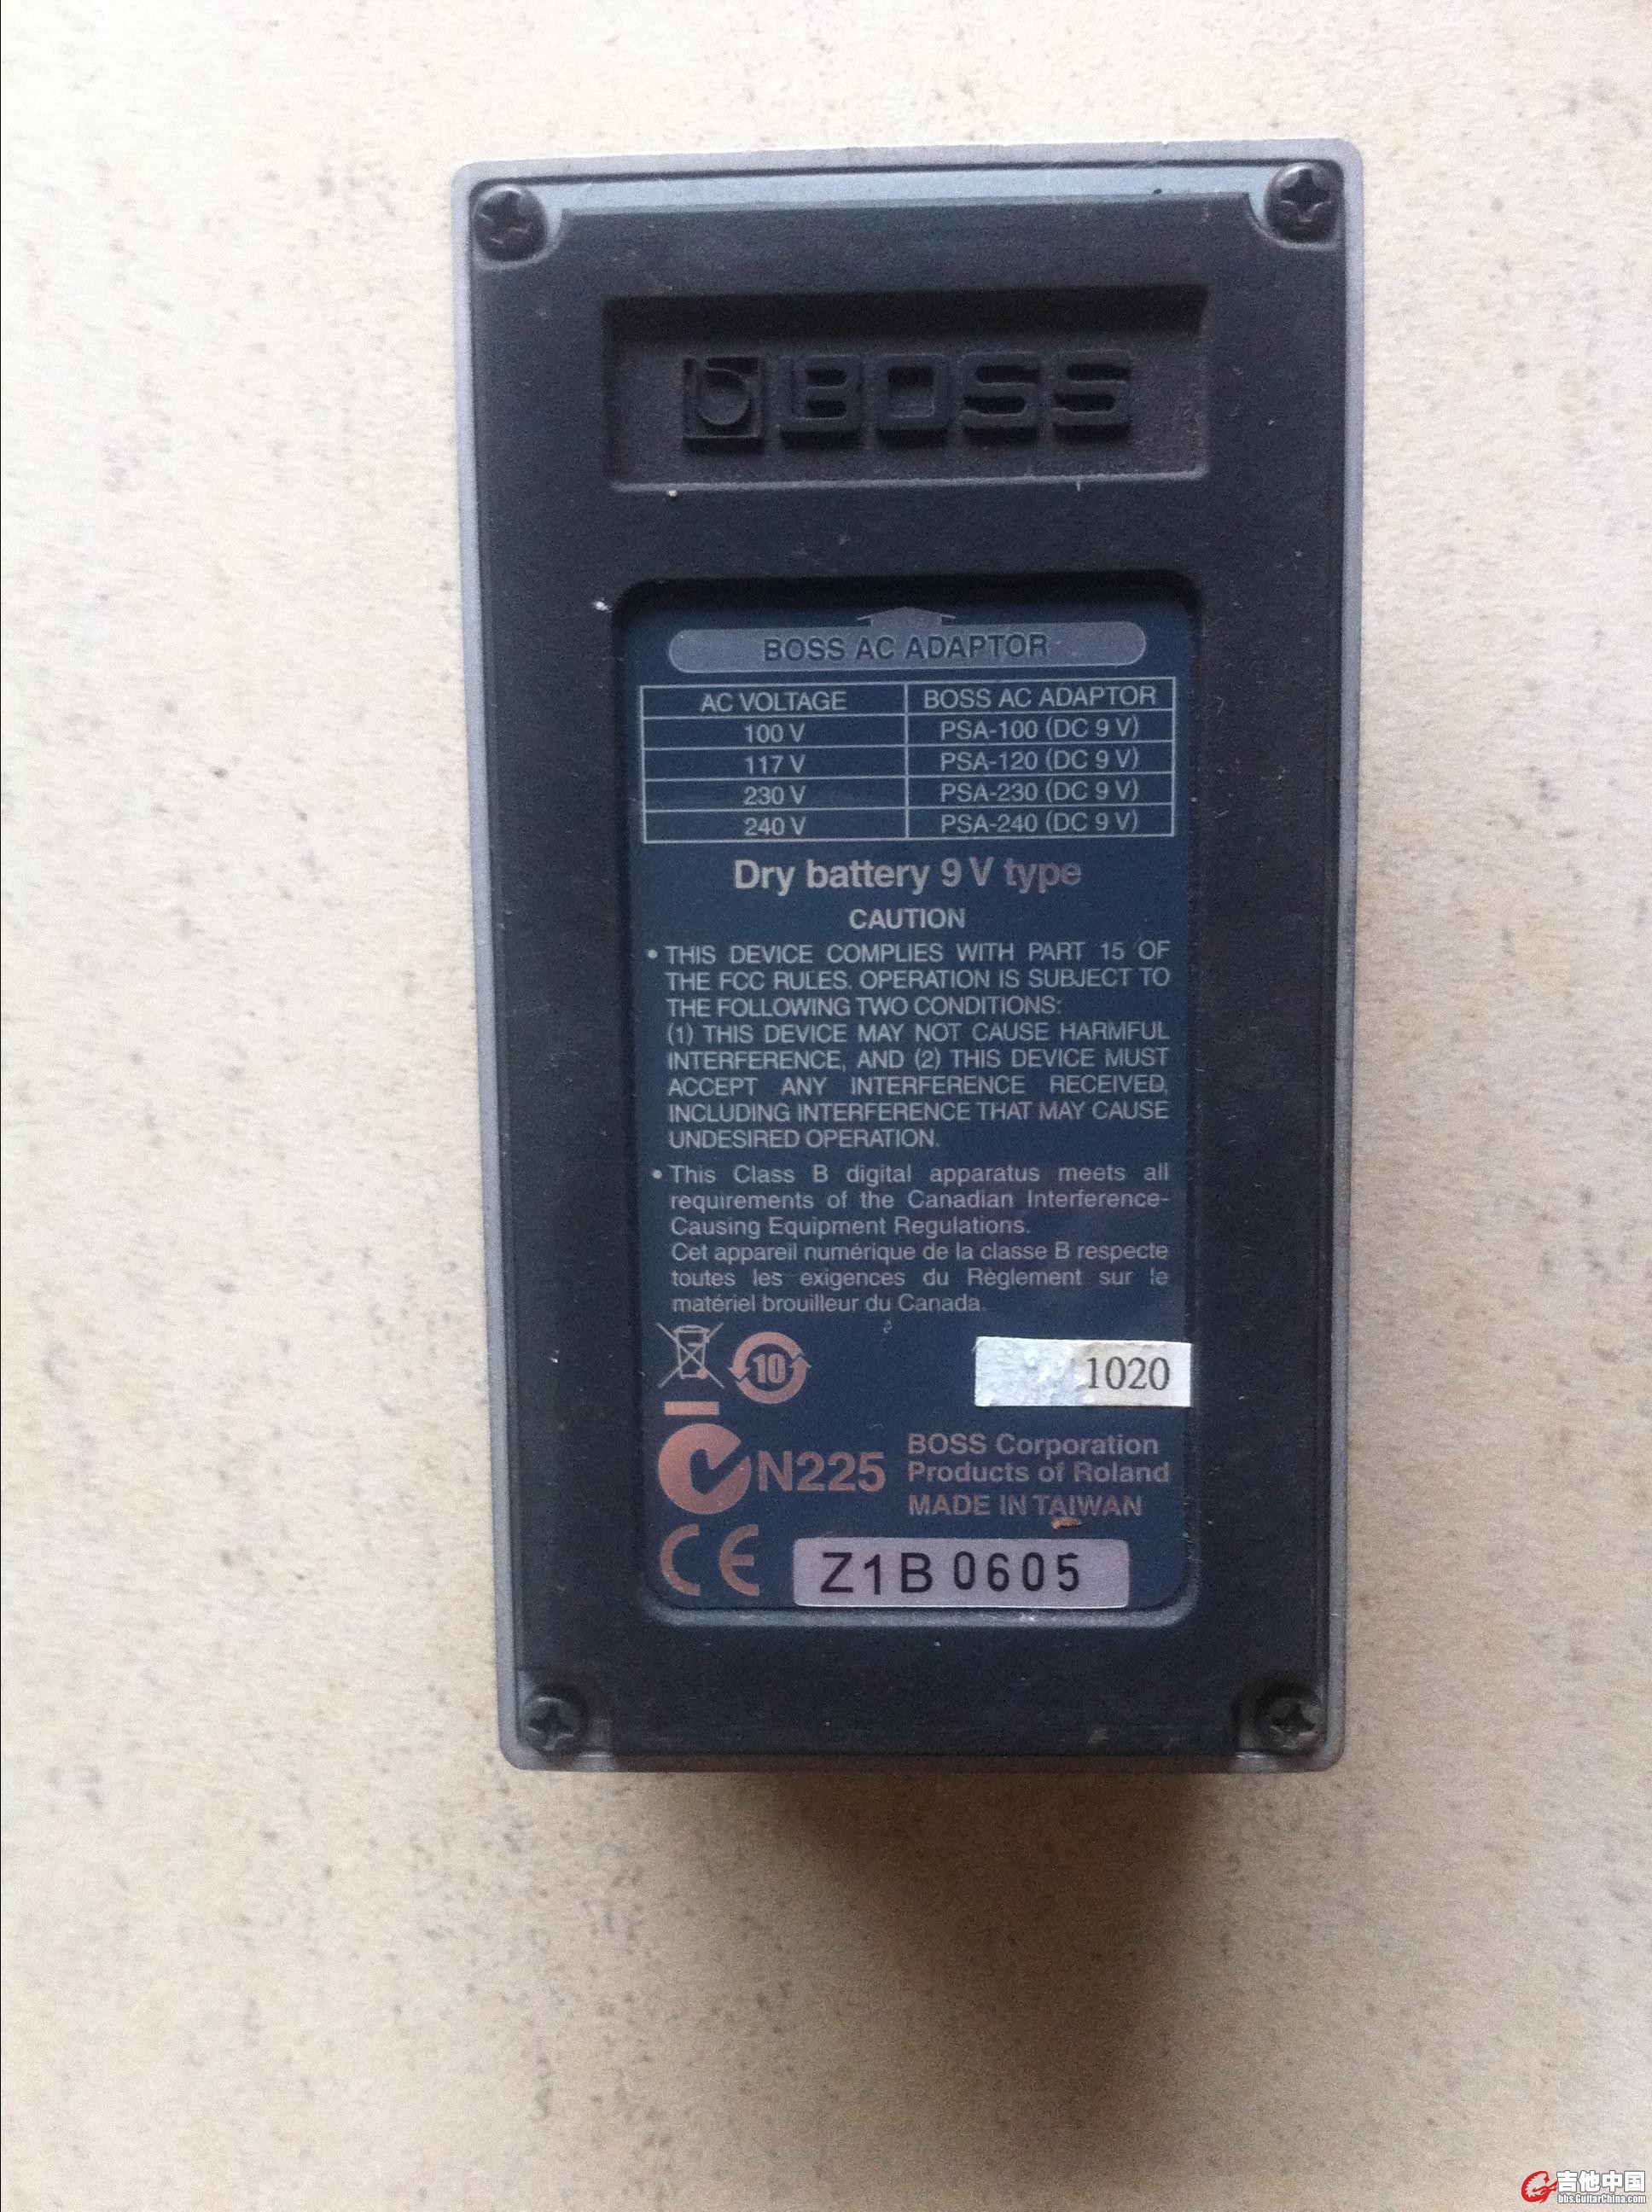 BOSS
BOSS AC ADAPTOR
AC VOLTAGE BOSS AC ADAPTOR
100 V PSA-100 (DC 9 V)
117 V PSA-120 (DC 9 V)
230 V PSA-230 (DC 9 V)
240 V PSA-240 (DC 9 V)
Dry battery 9 V type
CAUTION
• THIS DEVICE COMPLIES WITH PART 15 OF
THE FCC RULES. OPERATION IS SUBJECT TO
THE FOLLOWING TWO CONDITIONS:
(1) THIS DEVICE MAY NOT CAUSE HARMFUL
INTERFERENCE, AND (2) THIS DEVICE MUST
ACCEPT ANY INTERFERENCE RECEIVED,
INCLUDING INTERFERENCE THAT MAY CAUSE
UNDESIRED OPERATION.
• This Class B digital apparatus meets all
requirements of the Canadian Interference-
Causing Equipment Regulations.
Cet appareil numérique de la classe B respecte
toutes les exigences du Règlement sur le
matériel brouilleur du Canada.
10
1020
N225
BOSS Corporation
Products of Roland
MADE IN TAIWAN
CE
Z1B0605
吉他中国
bbs.GuitarChina.com